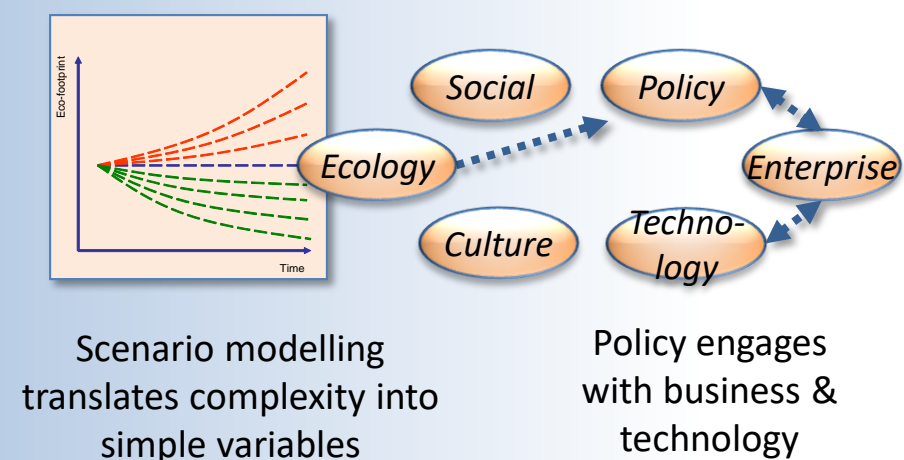 Eco-footprint
Time
Social
Policy
Ecology
Enterprise
Culture
Techno-
logy
Scenario modelling
translates complexity into
simple variables
Policy engages
with business &
technology